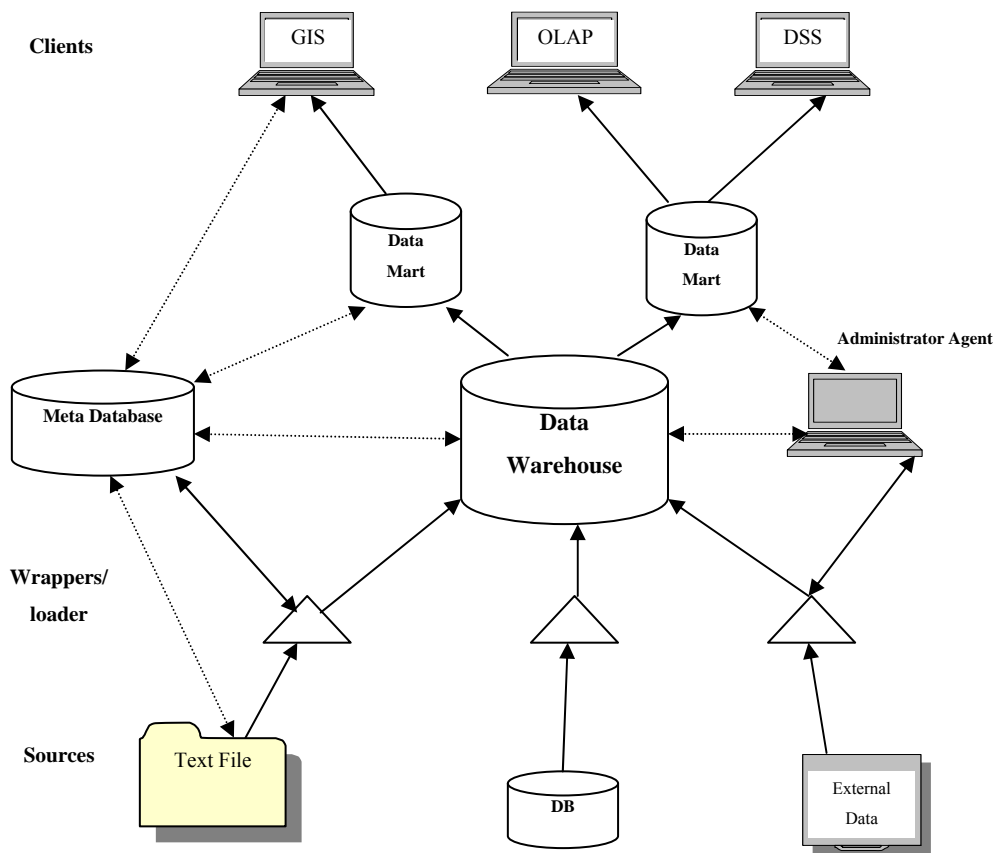 Clients
GIS
OLAP
DSS
Data
Mart
Data
Mart
Administrator Agent
Meta Database
Data
Warehouse
Wrappers/
loader
Sources
Text File
DB
External
Data